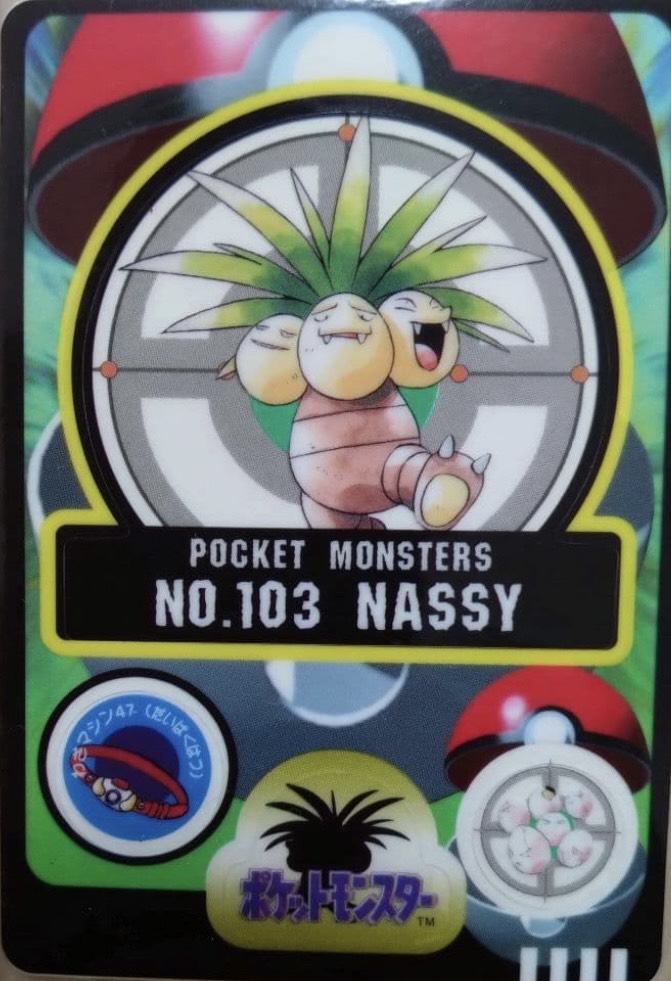 POCKET MONSTERS
NO.103 NASSY
わざマシン47 (だいばくはつ)
ポケットモンスター
TM